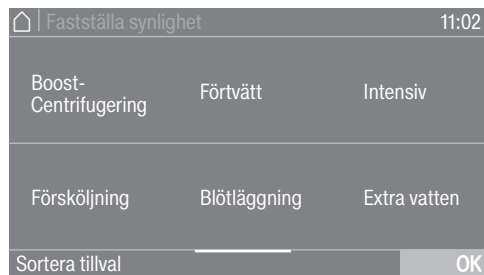 Fastställa synlighet 11:02
Boost-
Centrifugering
Förtvätt
Intensiv
Försköljning
Blötläggning
Extra vatten
Sortera tillval
OK